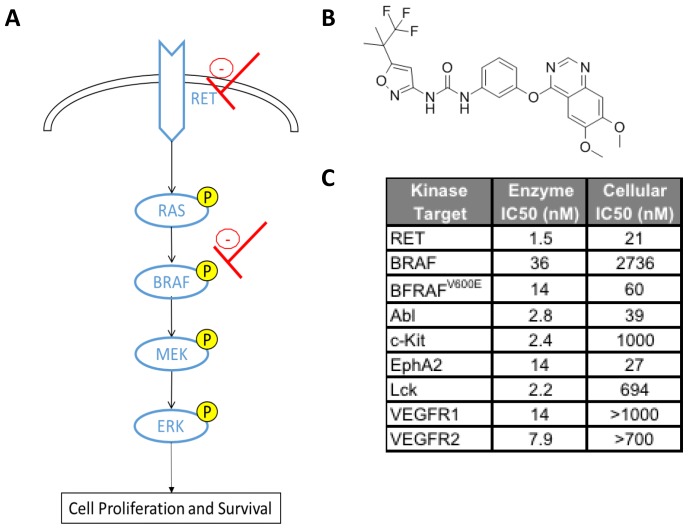 A
-
RET
P
RAS
-
P
BRAF
P
MEK
P
ERK
Cell Proliferation and Survival
B
F
F
F
O
N
N
H
O
N
H
O
N
N
O
O
C
Kinase Target Enzyme IC50 (nM) Cellular IC50 (nM)
RET 1.5 21
BRAF 36 2736
BFRAFV600E 14 60
Abl 2.8 39
c-Kit 2.4 1000
EphA2 14 27
Lck 2.2 694
VEGFR1 14 >1000
VEGFR2 7.9 >700